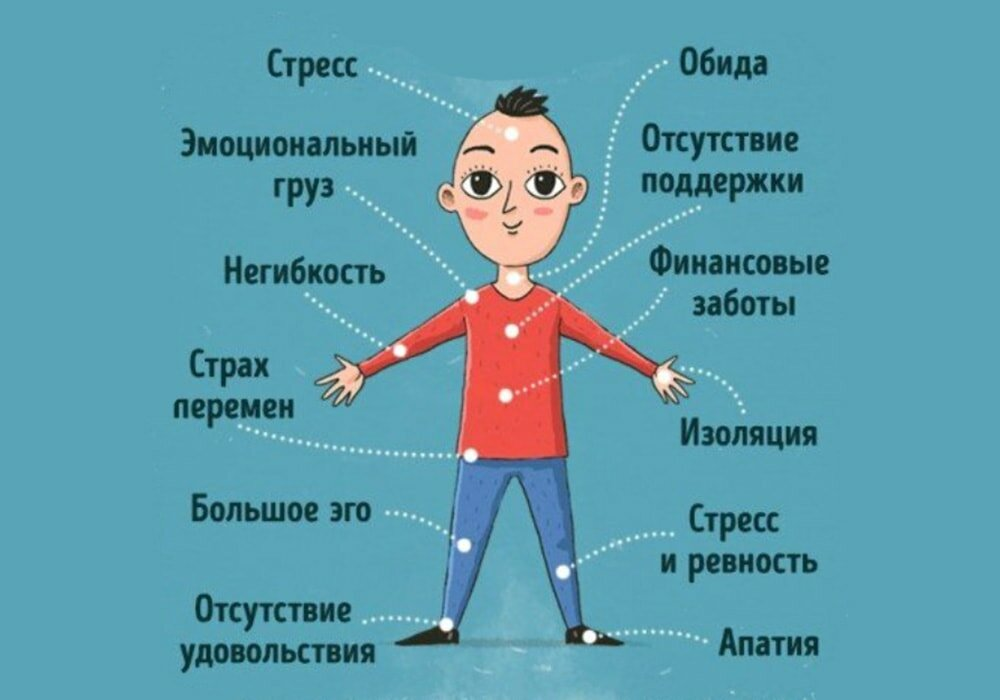 Стресс
Обида
Эмоциональный
груз
Отсутствие
поддержки
Негибкость
Финансовые
заботы
Страх
перемен
Изоляция
Большое эго
Стресс
и ревность
Отсутствие
удовольствия
Апатия